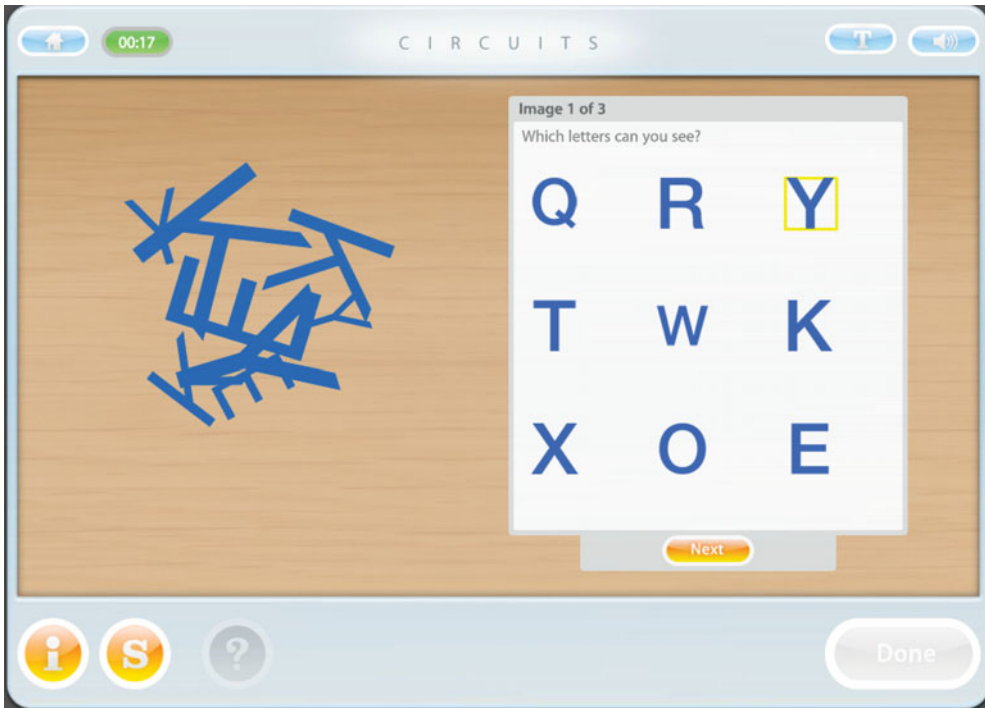 00:17
CIRCUITS
T
Image 1 of 3
Which letters can you see?
Q R Y
T W K
X O E
Next
i S ?
Done